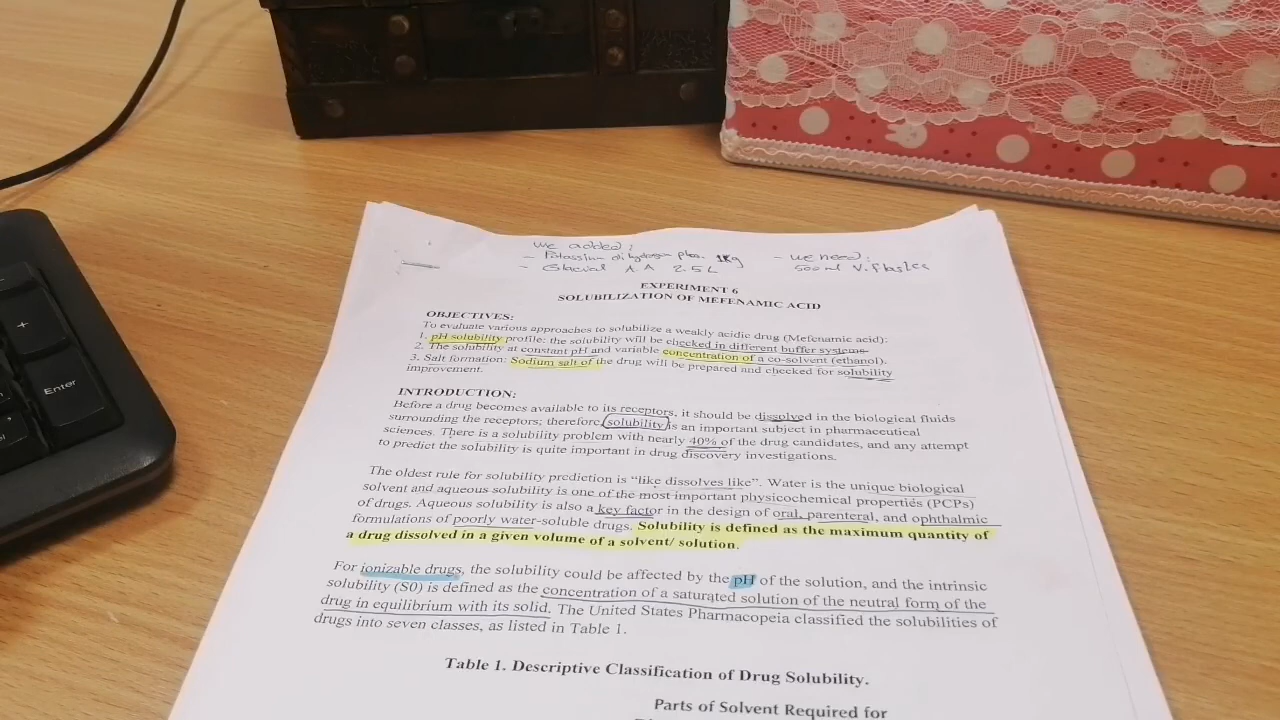 we added:
- Potassium di hydrogen phos. 1Kg
- Glacial A.A 2.5 L
- we need:
500 ml V. flasks
EXPERIMENT 6
SOLUBILIZATION OF MEFENAMIC ACID
OBJECTIVES:
To evaluate various approaches to solubilize a weakly acidic drug (Mefenamic acid):
1. pH solubility profile: the solubility will be checked in different buffer systems
2. The solubility at constant pH and variable concentration of a co-solvent (ethanol).
3. Salt formation: Sodium salt of the drug will be prepared and checked for solubility
improvement.
INTRODUCTION:
Before a drug becomes available to its receptors, it should be dissolved in the biological fluids
surrounding the receptors; therefore, solubility is an important subject in pharmaceutical
sciences. There is a solubility problem with nearly 40% of the drug candidates, and any attempt
to predict the solubility is quite important in drug discovery investigations.
The oldest rule for solubility prediction is “like dissolves like”. Water is the unique biological
solvent and aqueous solubility is one of the most important physicochemical properties (PCPs)
of drugs. Aqueous solubility is also a key factor in the design of oral, parenteral, and ophthalmic
formulations of poorly water-soluble drugs. Solubility is defined as the maximum quantity of
a drug dissolved in a given volume of a solvent/ solution.
For ionizable drugs, the solubility could be affected by the pH of the solution, and the intrinsic
solubility (S0) is defined as the concentration of a saturated solution of the neutral form of the
drug in equilibrium with its solid. The United States Pharmacopeia classified the solubilities of
drugs into seven classes, as listed in Table 1.
Table 1. Descriptive Classification of Drug Solubility.
Parts of Solvent Required for
+
Enter